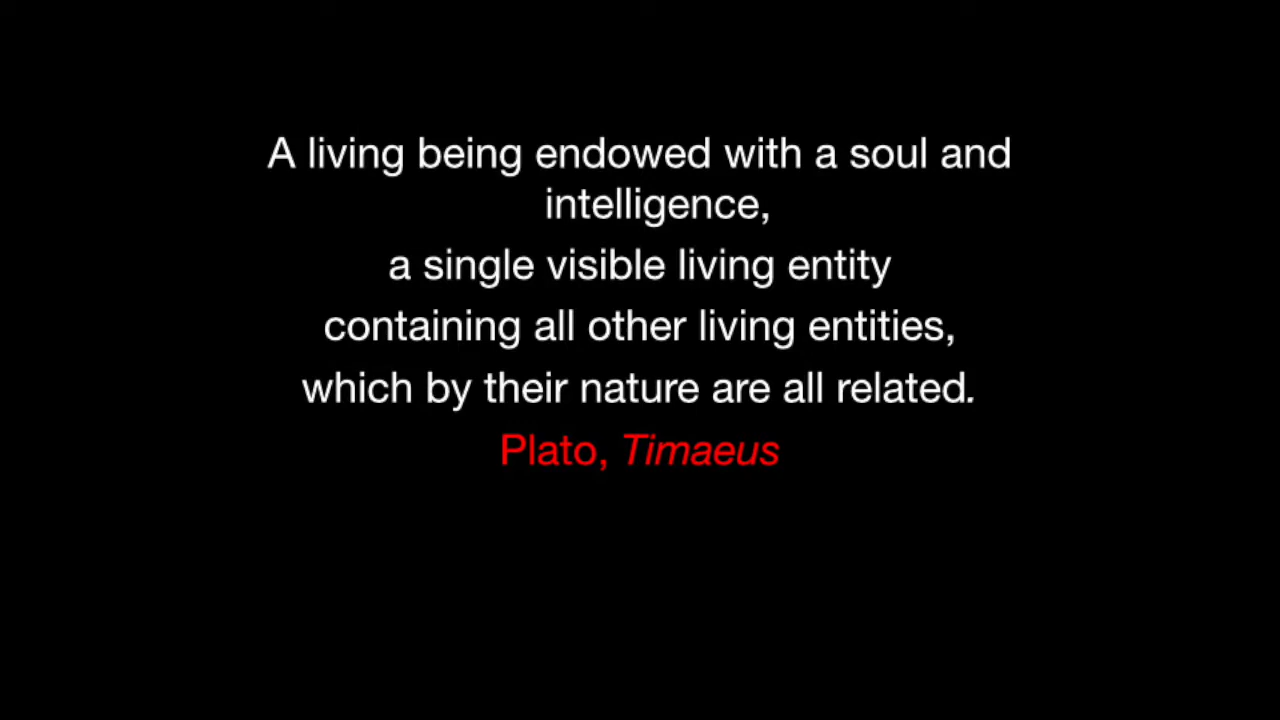 A living being endowed with a soul and
intelligence,
a single visible living entity
containing all other living entities,
which by their nature are all related.
Plato, Timaeus